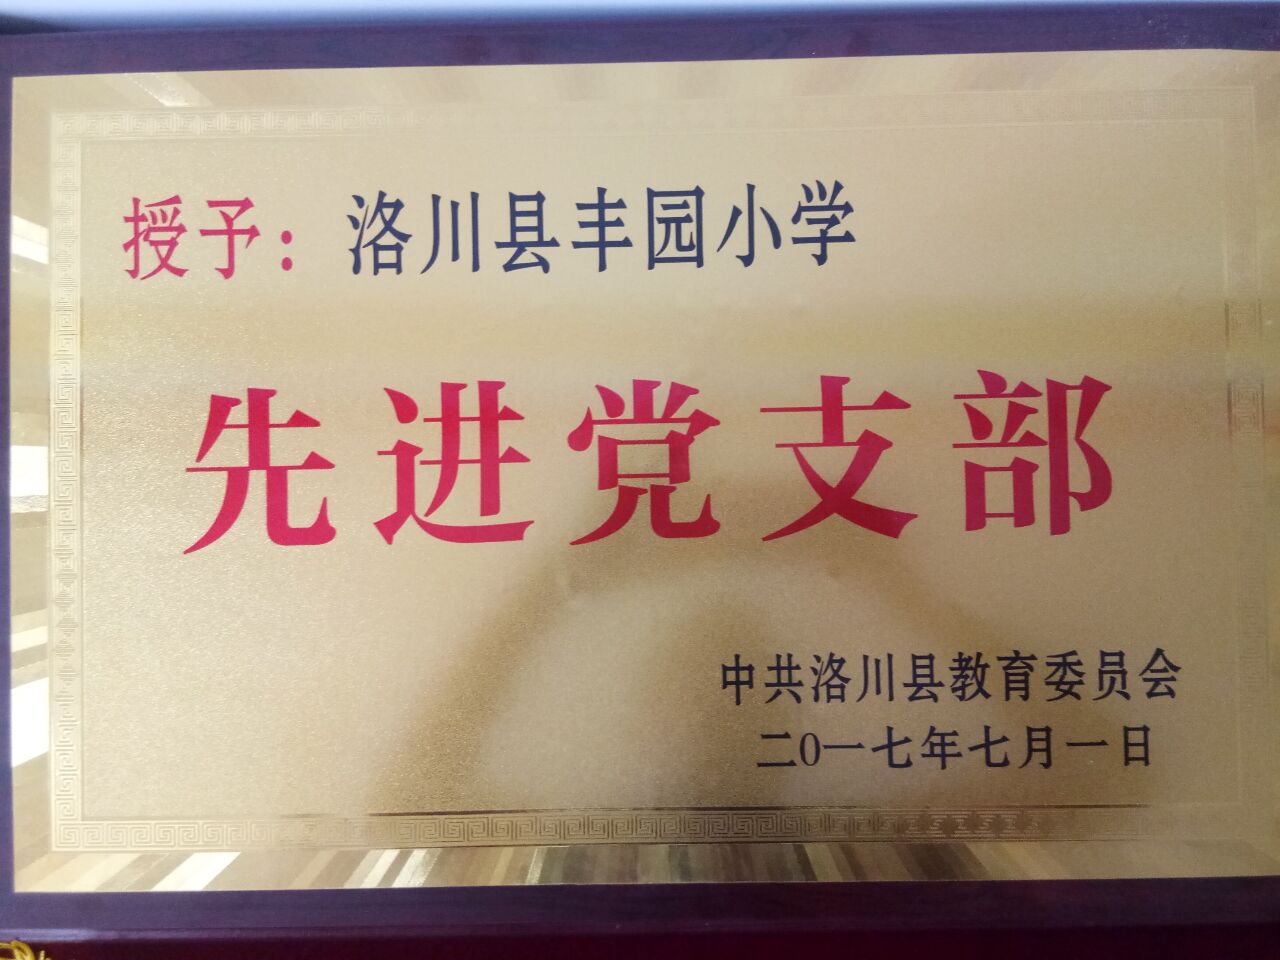 授予：洛川县丰园小学
先进党支部
中共洛川县教育委员会
二0一七年七月一日